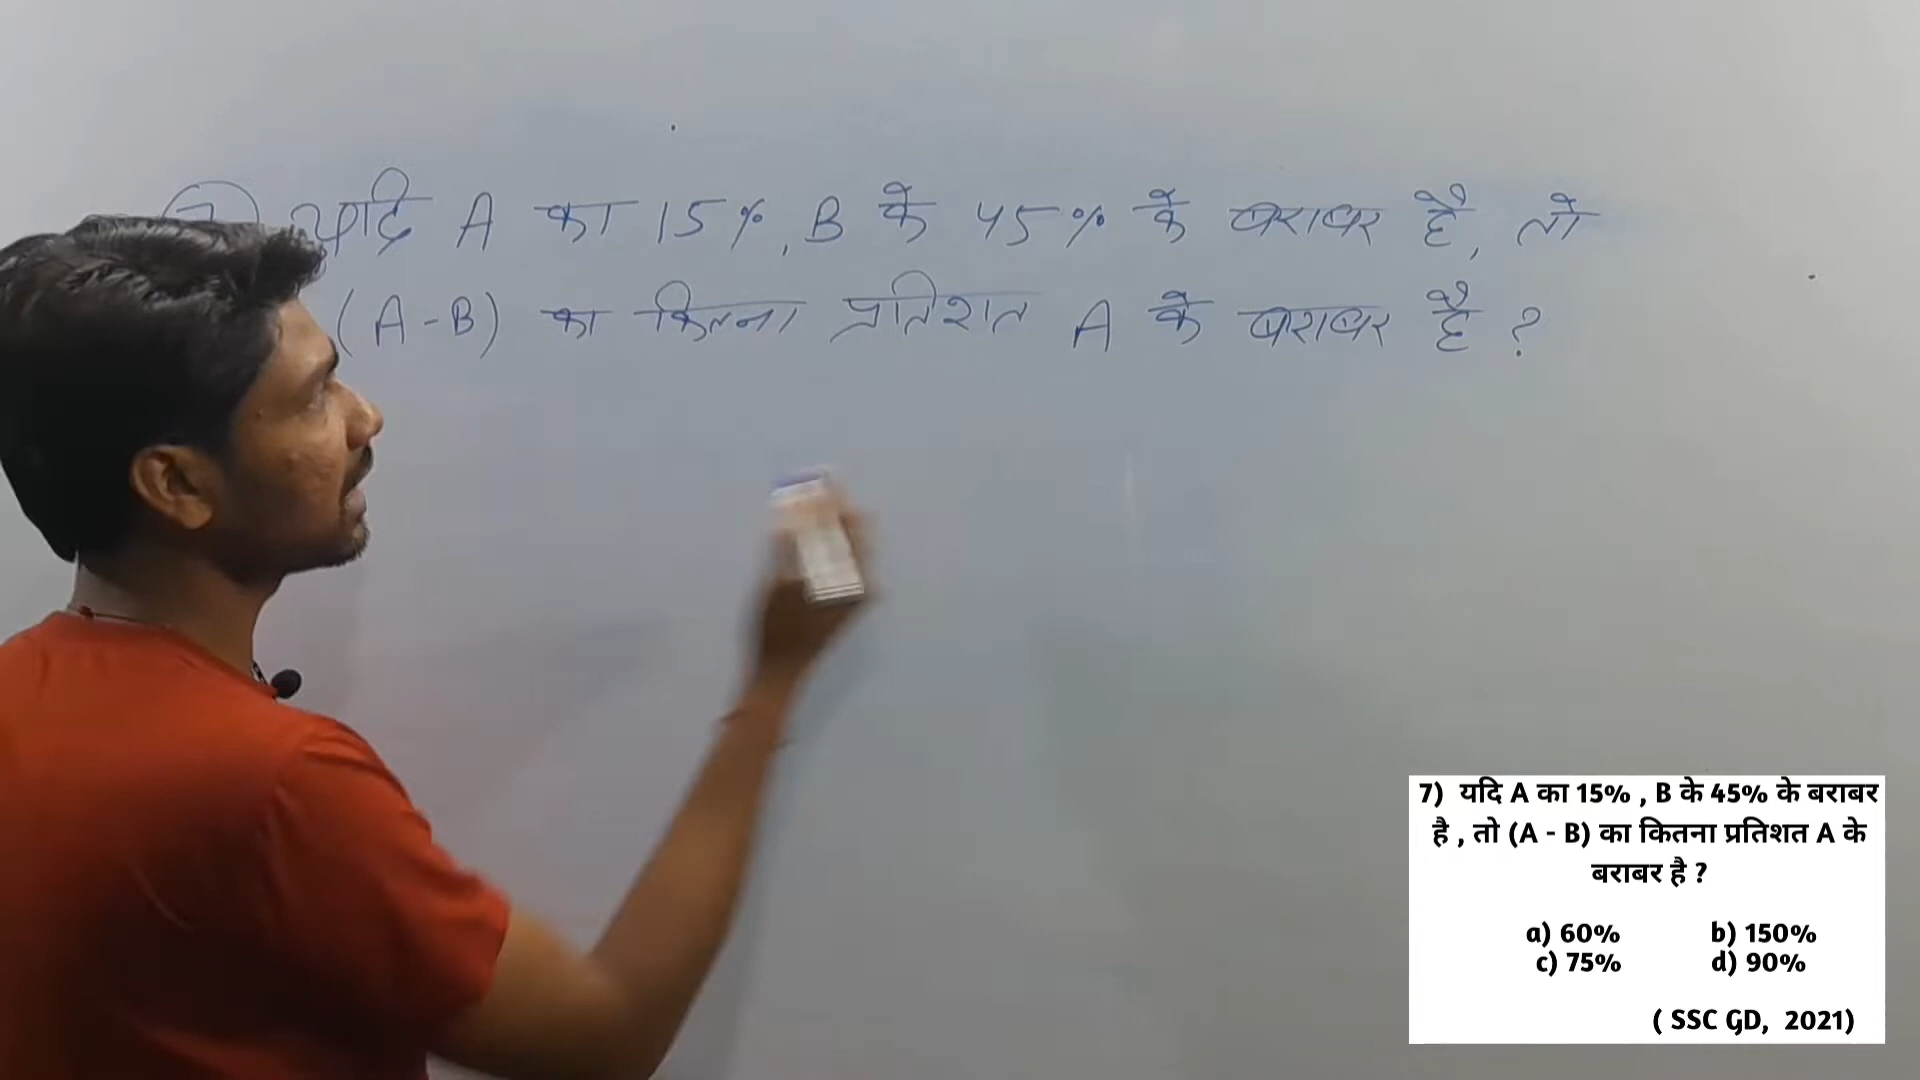 यदि A का 15%, B के 45% के बराबर है, तो
(A-B) का कितना प्रतिशत A के बराबर है ?
7) यदि A का 15% , B के 45% के बराबर
है , तो (A - B) का कितना प्रतिशत A के
बराबर है ?
a) 60% b) 150%
c) 75% d) 90%
( SSC GD, 2021)